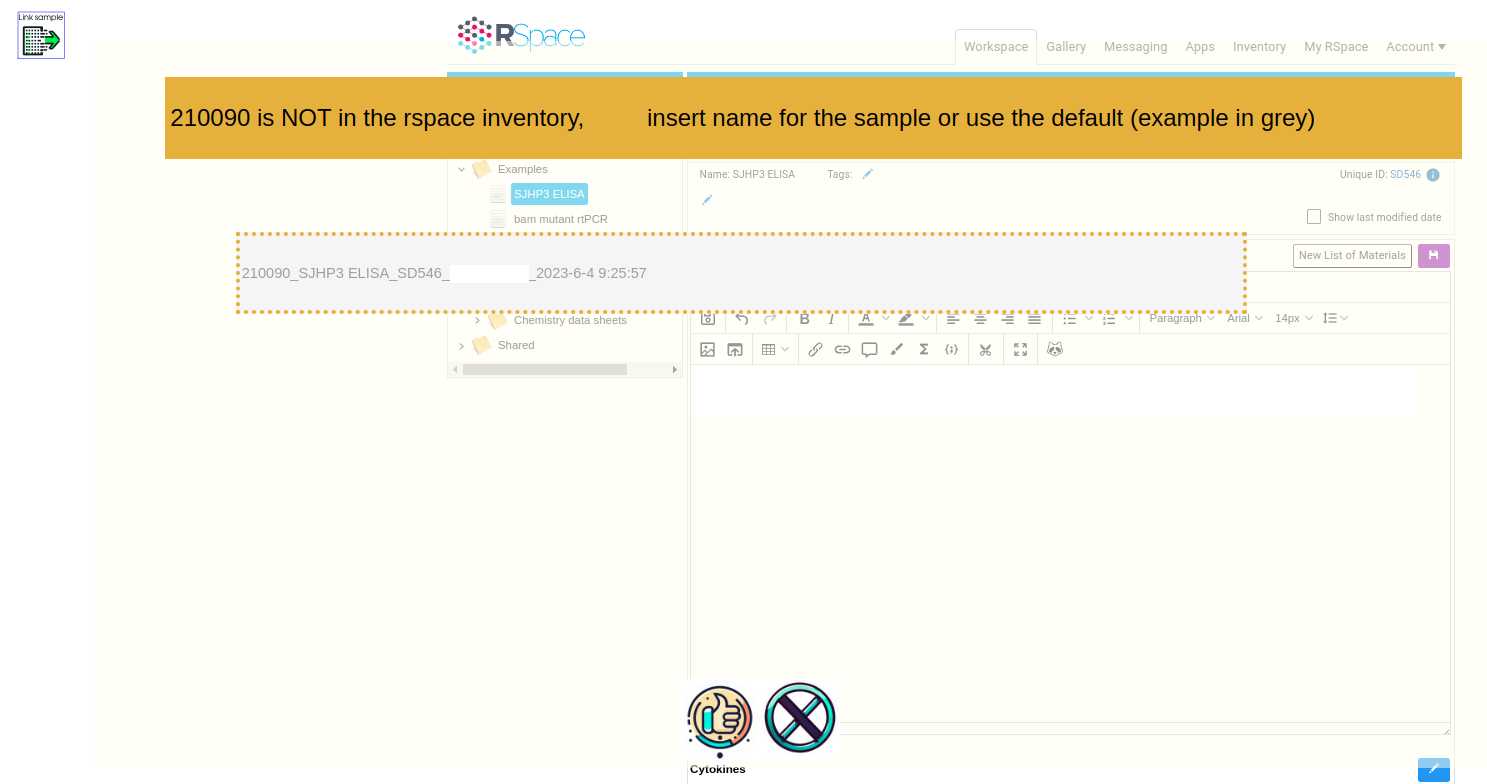 Link sample
RSpace
Workspace Gallery Messaging Apps Inventory My RSpace Account
210090 is NOT in the rspace inventory, insert name for the sample or use the default (example in grey)
Examples
Name: SJHP3 ELISA Tags: Unique ID: SD546
SJHP3 ELISA
bam mutant rtPCR
Show last modified date
New List of Materials
210090_SJHP3 ELISA_SD546_ _2023-6-4 9:25:57
Chemistry data sheets
B I A Paragraph Arial 14px
Shared
Cytokines